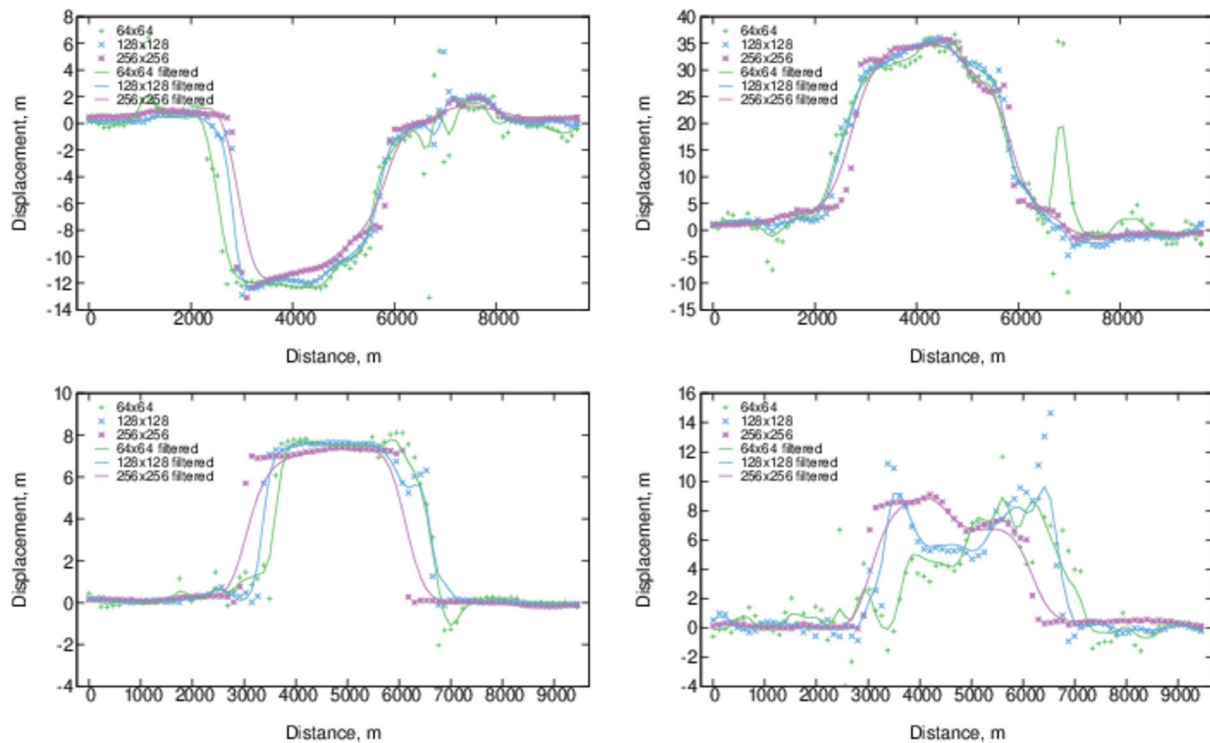 8
6
4
2
0
-2
-4
-6
-8
-10
-12
-14
Displacement, m
64x64
128x128
256x256
64x64 filtered
128x128 filtered
256x256 filtered
0 2000 4000 6000 8000
Distance, m
40
35
30
25
20
15
10
5
0
-5
-10
-15
Displacement, m
64x64
128x128
256x256
64x64 filtered
128x128 filtered
256x256 filtered
0 2000 4000 6000 8000
Distance, m
10
8
6
4
2
0
-2
-4
Displacement, m
64x64
128x128
256x256
64x64 filtered
128x128 filtered
256x256 filtered
0 1000 2000 3000 4000 5000 6000 7000 8000 9000
Distance, m
16
14
12
10
8
6
4
2
0
-2
-4
Displacement, m
64x64
128x128
256x256
64x64 filtered
128x128 filtered
256x256 filtered
0 1000 2000 3000 4000 5000 6000 7000 8000 9000
Distance, m